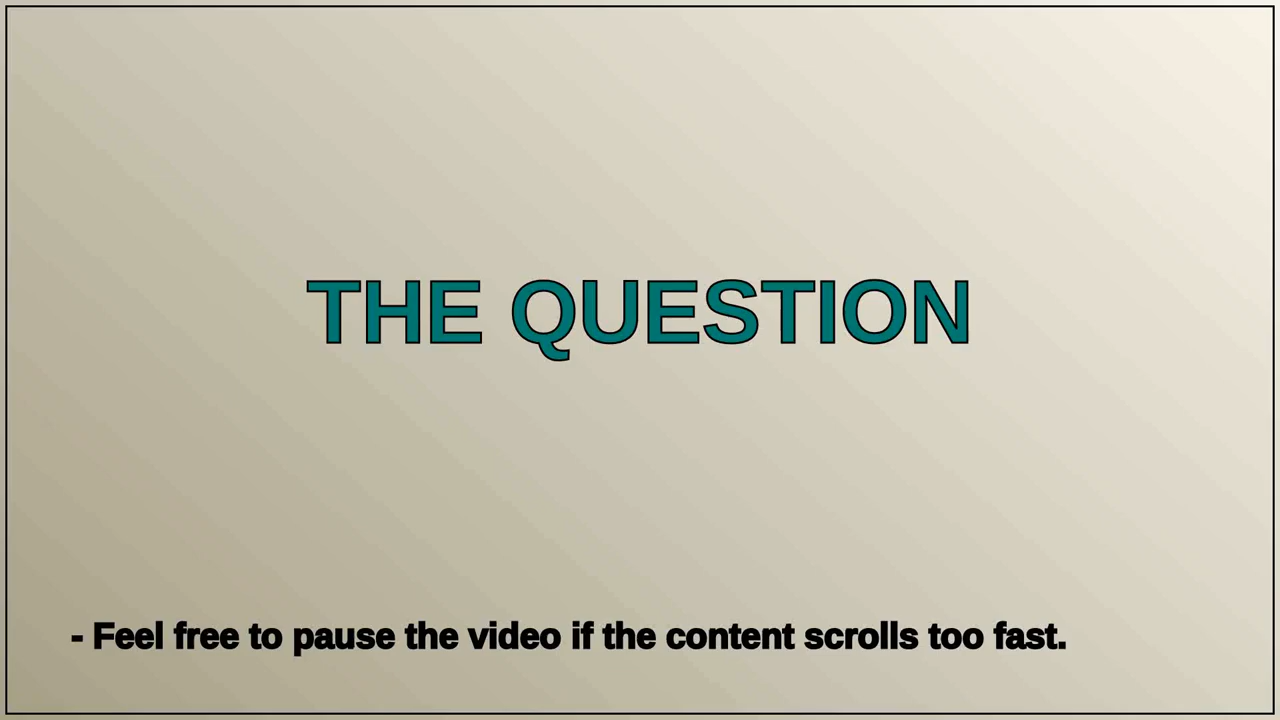 THE QUESTION
- Feel free to pause the video if the content scrolls too fast.